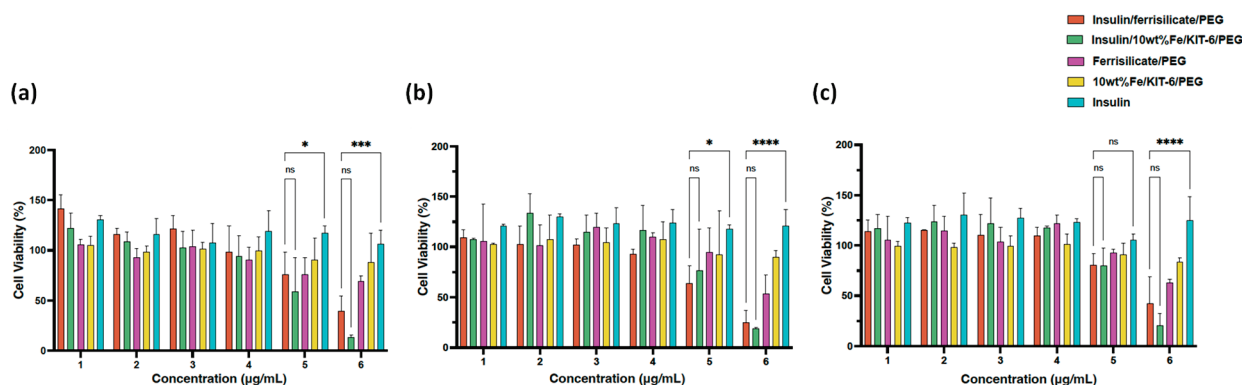 Insulin/ferrisilicate/PEG
Insulin/10wt%Fe/KIT-6/PEG
Ferrisilicate/PEG
10wt%Fe/KIT-6/PEG
Insulin
(a)
Cell Viability (%)
200
150
100
50
0
* ***
ns ns
1 2 3 4 5 6
Concentration (µg/mL)
(b)
Cell Viability (%)
200
150
100
50
0
* ****
ns ns
1 2 3 4 5 6
Concentration (µg/mL)
(c)
Cell Viability (%)
200
150
100
50
0
ns ****
ns ns
1 2 3 4 5 6
Concentration (µg/mL)